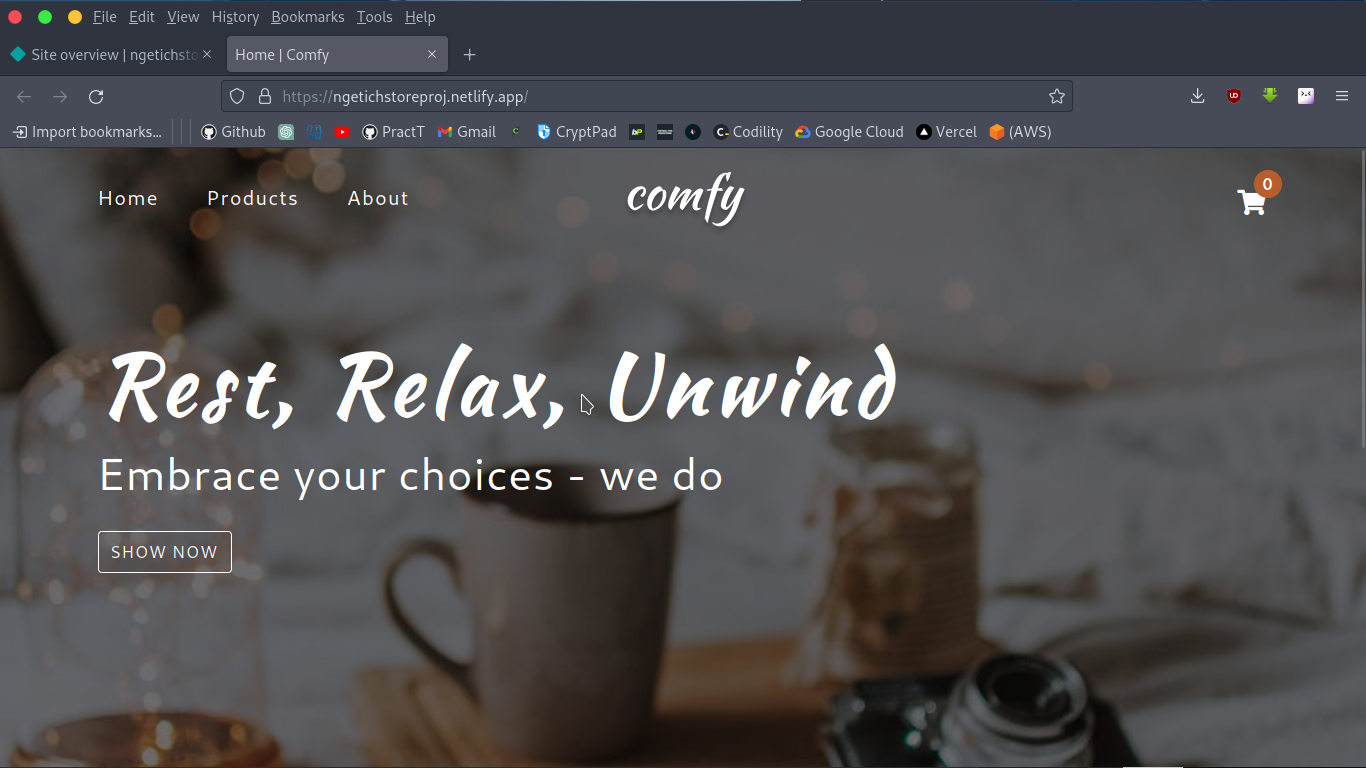 File Edit View History Bookmarks Tools Help
Site overview | ngetichsto
Home | Comfy
https://ngetichstoreproj.netlify.app/
Import bookmarks... Github PractT Gmail CryptPad Codility Google Cloud Vercel (AWS)
Home Products About comfy 0
Rest, Relax, Unwind
Embrace your choices - we do
SHOW NOW